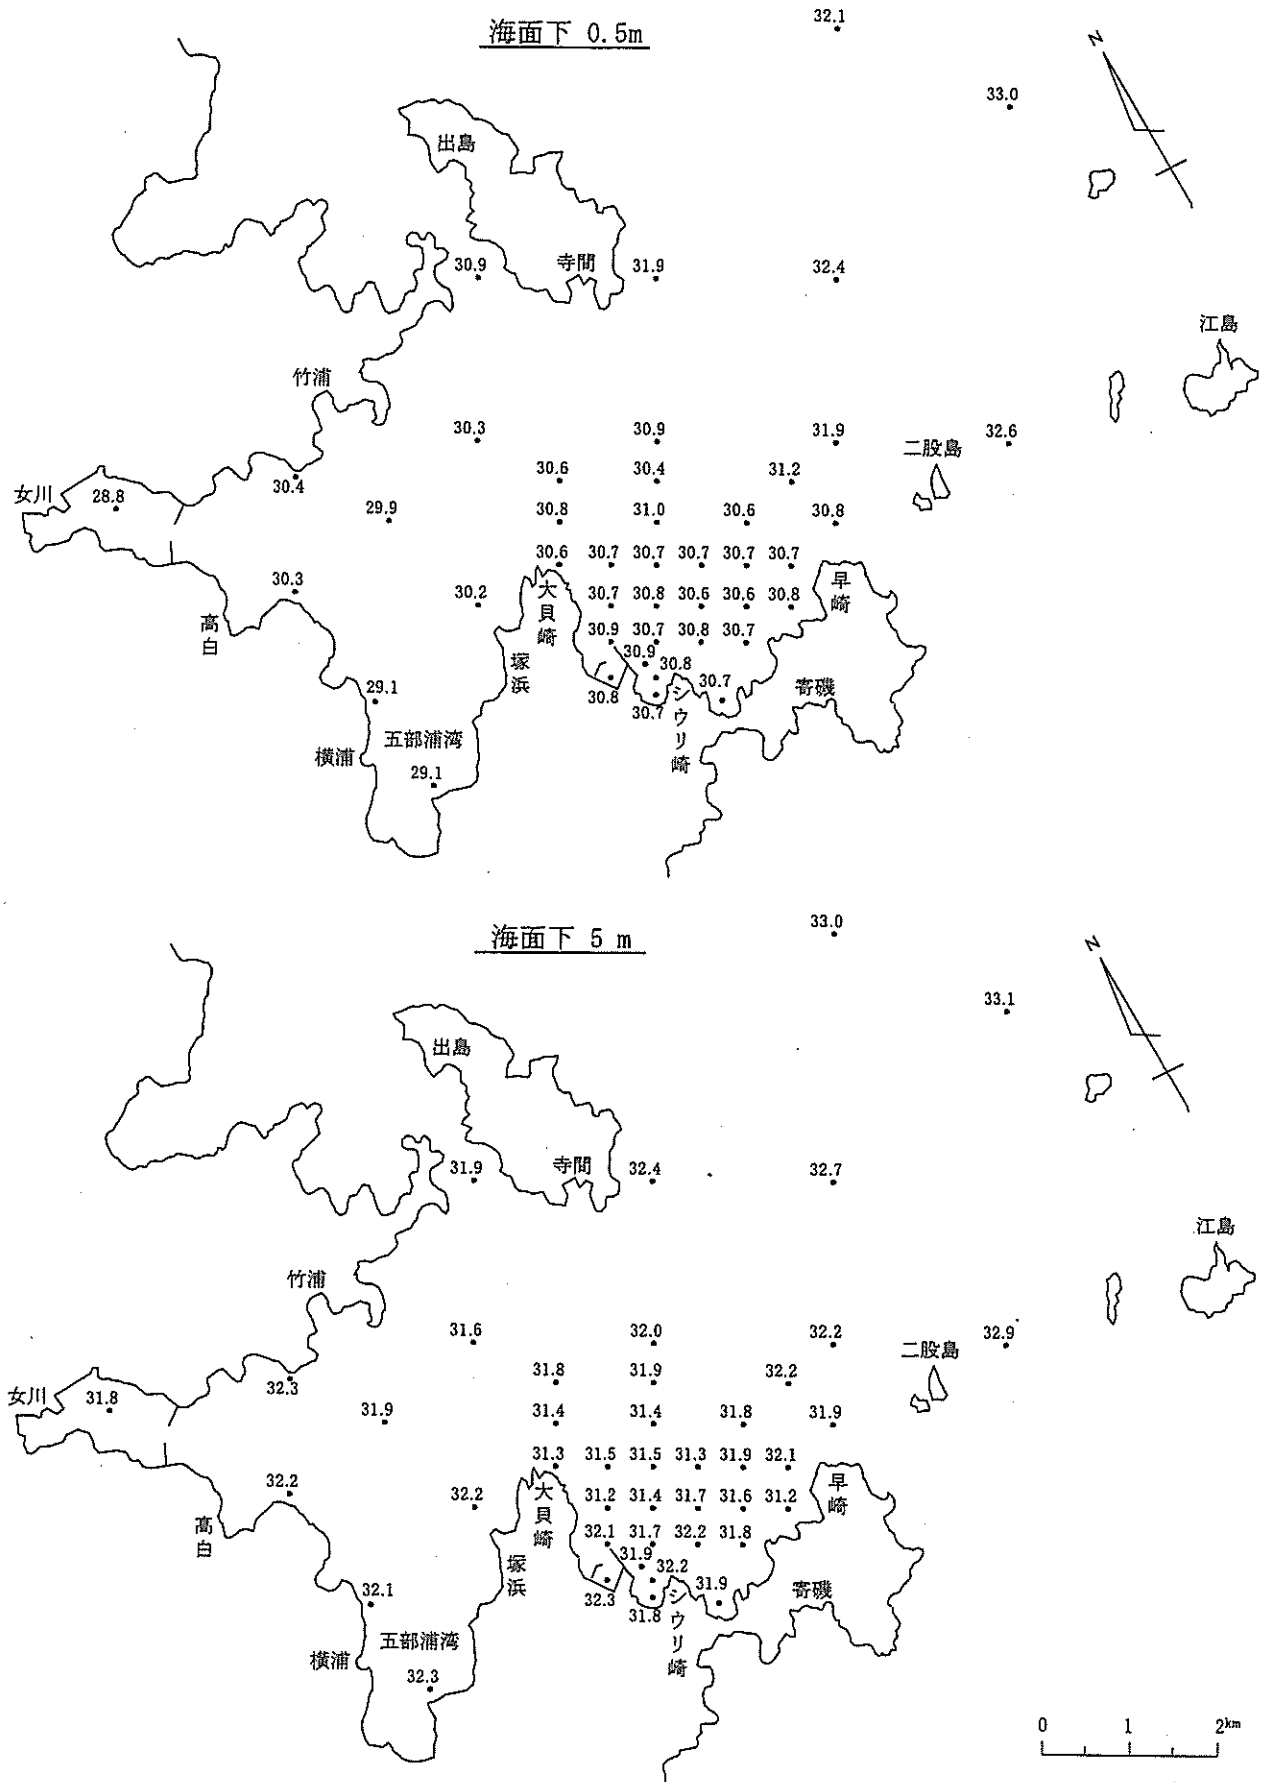 海面下 0.5m
32.1
N
33.0
出島
寺間
30.9
31.9
32.4
江島
竹浦
30.3
30.9
31.9
32.6
二股島
30.6
30.4
31.2
女川
28.8
30.4
29.9
30.8
31.0
30.6
30.8
30.6
30.7
30.7
30.7
30.7
30.7
早崎
30.3
30.2
大貝崎
30.7
30.8
30.6
30.6
30.8
高白
30.9
30.7
30.8
30.7
塚浜
30.9
30.8
30.8
30.7
30.7
シウリ崎
寄磯
29.1
五部浦湾
横浦
29.1
海面下 5 m
33.0
N
33.1
出島
寺間
31.9
32.4
32.7
江島
竹浦
31.6
32.0
32.2
32.9
二股島
31.8
31.9
32.2
女川
31.8
32.3
31.9
31.4
31.4
31.8
31.9
31.3
31.5
31.5
31.3
31.9
32.1
早崎
32.2
32.2
大貝崎
31.2
31.4
31.7
31.6
31.2
高白
32.1
31.7
32.2
31.8
塚浜
31.9
32.2
32.3
31.8
31.9
シウリ崎
寄磯
32.1
五部浦湾
横浦
32.3
0 1 2km